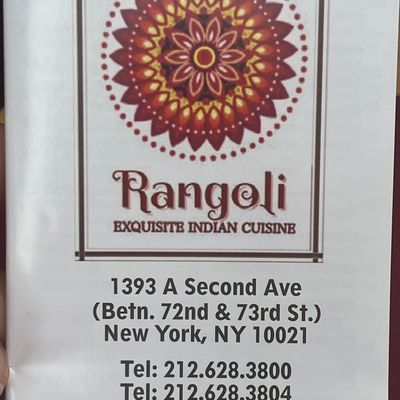 Rangoli
EXQUISITE INDIAN CUISINE
1393 A Second Ave
(Betn. 72nd & 73rd St.)
New York, NY 10021
Tel: 212.628.3800
Tel: 212.628.3804